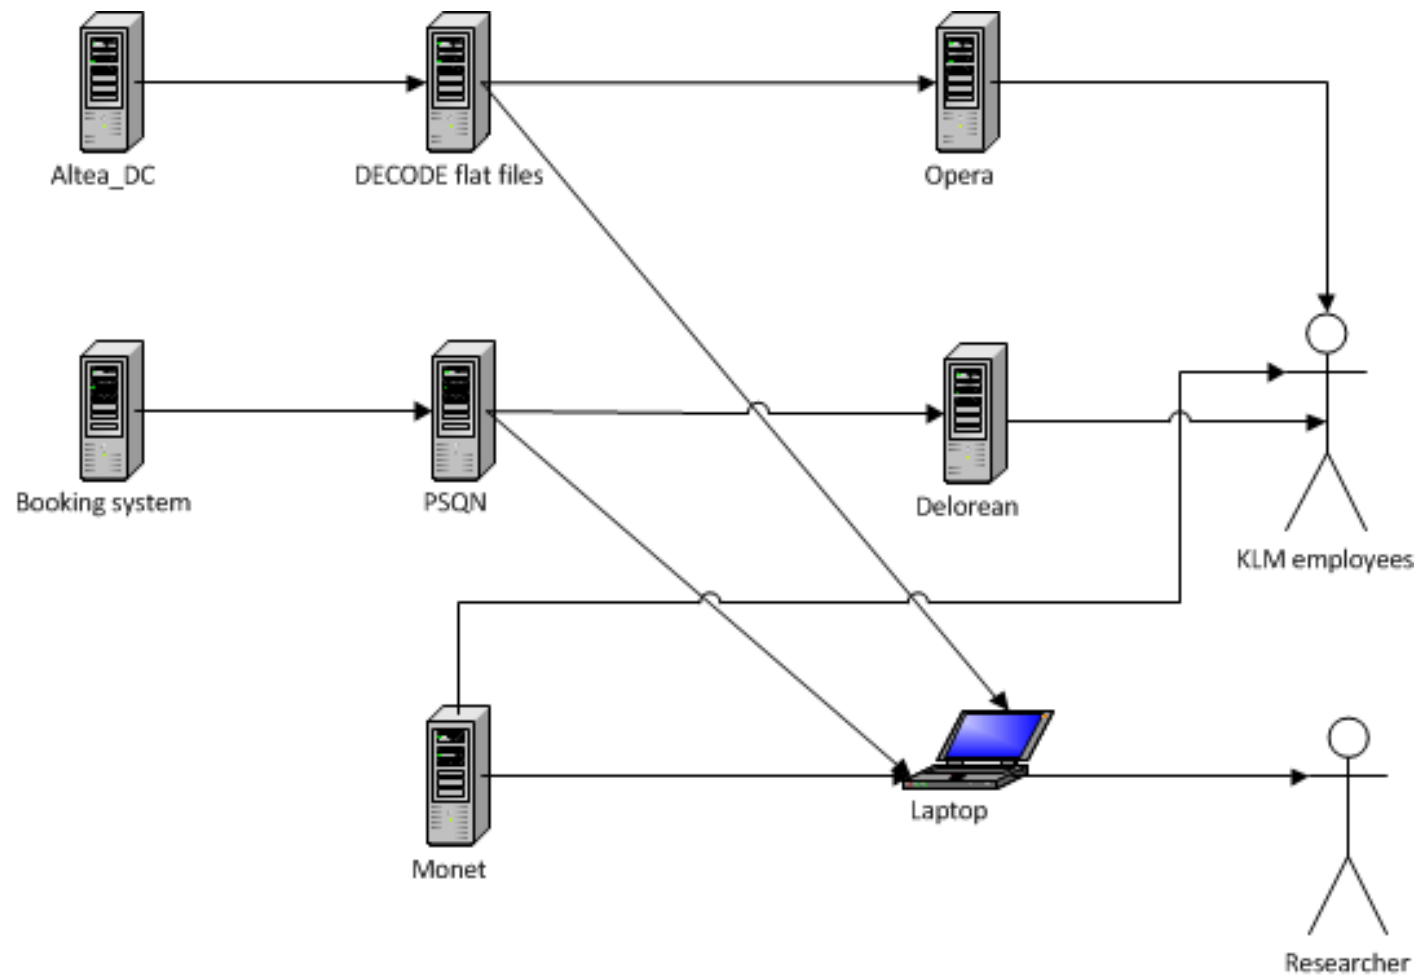 Altea_DC
DECODE flat files
Opera
Booking system
PSQN
Delorean
KLM employees
Laptop
Monet
Researcher